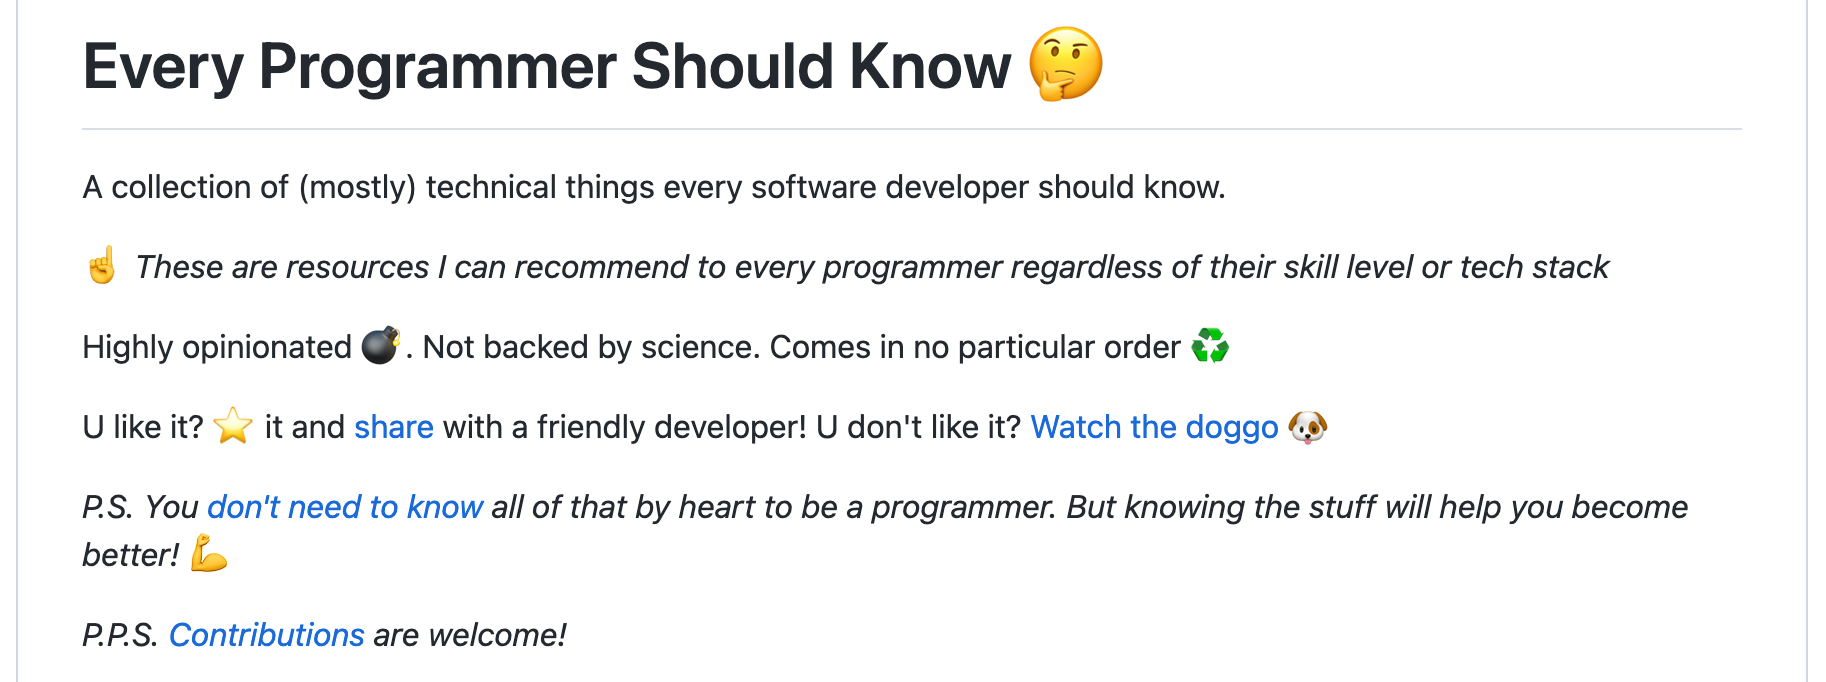 Every Programmer Should Know 🤔
A collection of (mostly) technical things every software developer should know.
☝️ These are resources I can recommend to every programmer regardless of their skill level or tech stack
Highly opinionated 💣. Not backed by science. Comes in no particular order ♻️
U like it? ⭐ it and share with a friendly developer! U don't like it? Watch the doggo 🐶
P.S. You don't need to know all of that by heart to be a programmer. But knowing the stuff will help you become
better! 💪
P.P.S. Contributions are welcome!